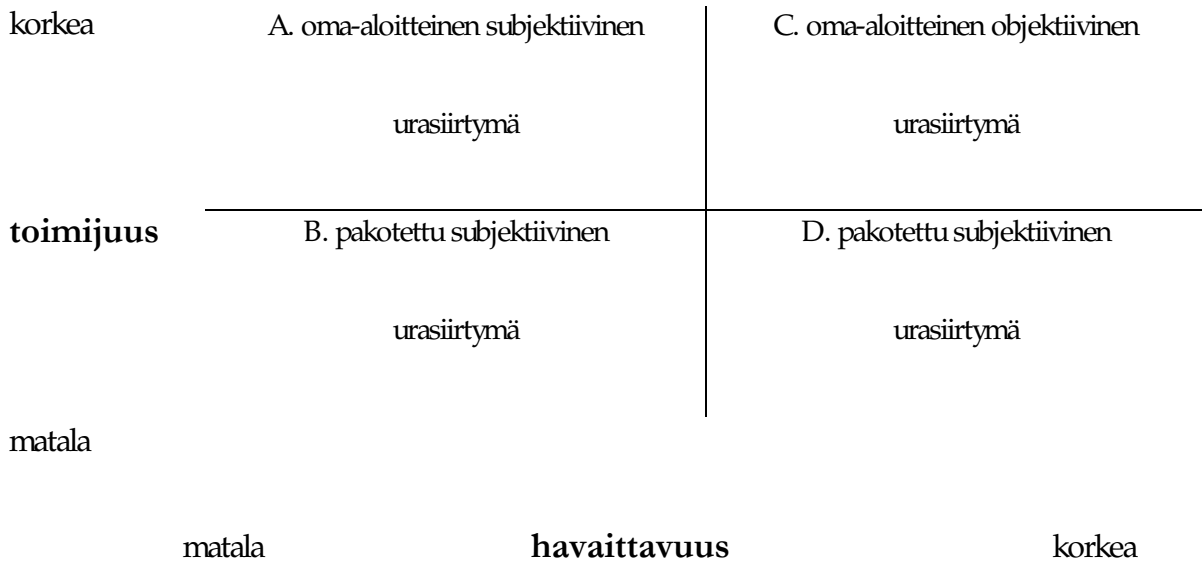 korkea A. oma-aloitteinen subjektiivinen C. oma-aloitteinen objektiivinen
urasiirtymä urasiirtymä
toimijuus B. pakotettu subjektiivinen D. pakotettu subjektiivinen
urasiirtymä urasiirtymä
matala
matala havaittavuus korkea